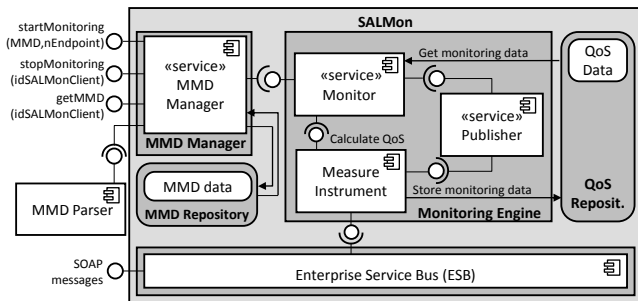 SALMon
startMonitoring
(MMD,nEndpoint)
stopMonitoring
(idSALMonClient)
getMMD
(idSALMonClient)
«service»
MMD
Manager
MMD Manager
«service»
Monitor
Get monitoring data
QoS
Data
«service»
Publisher
Calculate QoS
Measure
Instrument
Store monitoring data
Monitoring Engine
QoS
Reposit.
MMD data
MMD Repository
MMD Parser
SOAP
messages
Enterprise Service Bus (ESB)